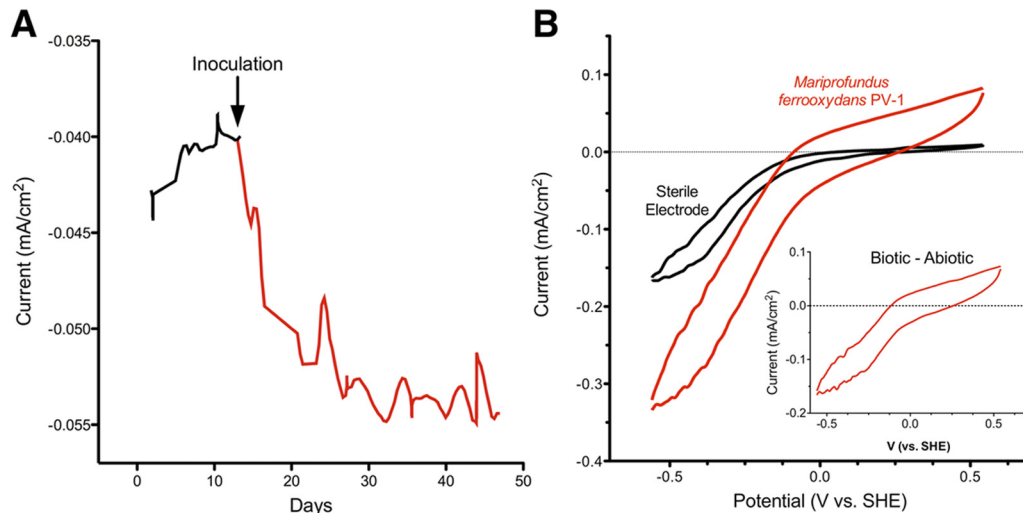 A
-0.035
-0.040
-0.045
-0.050
-0.055
Current (mA/cm²)
Inoculation
0
10
20
30
40
50
Days
B
0.1
0.0
-0.1
-0.2
-0.3
-0.4
Current (mA/cm²)
Mariprofundus
ferrooxydans PV-1
Sterile
Electrode
-0.5
0.0
0.5
Potential (V vs. SHE)
Biotic - Abiotic
0.1
0.0
-0.1
-0.2
Current (mA/cm²)
-0.5
0.0
0.5
V (vs. SHE)